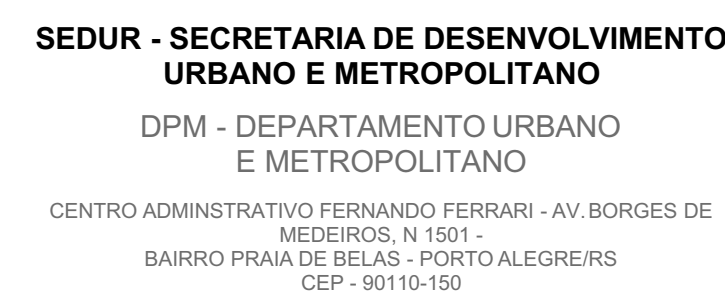 SEDUR - SECRETARIA DE DESENVOLVIMENTO
URBANO E METROPOLITANO
DPM - DEPARTAMENTO URBANO
E METROPOLITANO
CENTRO ADMINSTRATIVO FERNANDO FERRARI - AV. BORGES DE
MEDEIROS, N 1501 -
BAIRRO PRAIA DE BELAS - PORTO ALEGRE/RS
CEP - 90110-150